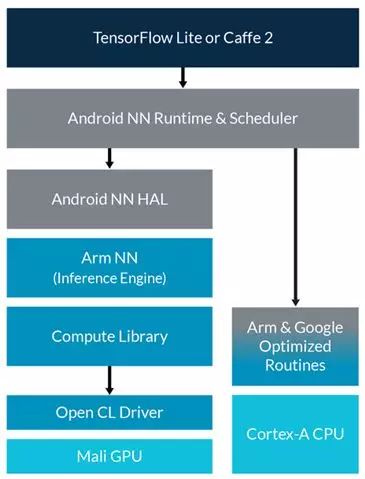 TensorFlow Lite or Caffe 2
Android NN Runtime & Scheduler
Android NN HAL
Arm NN
(Inference Engine)
Compute Library
Open CL Driver
Mali GPU
Arm & Google
Optimized
Routines
Cortex-A CPU